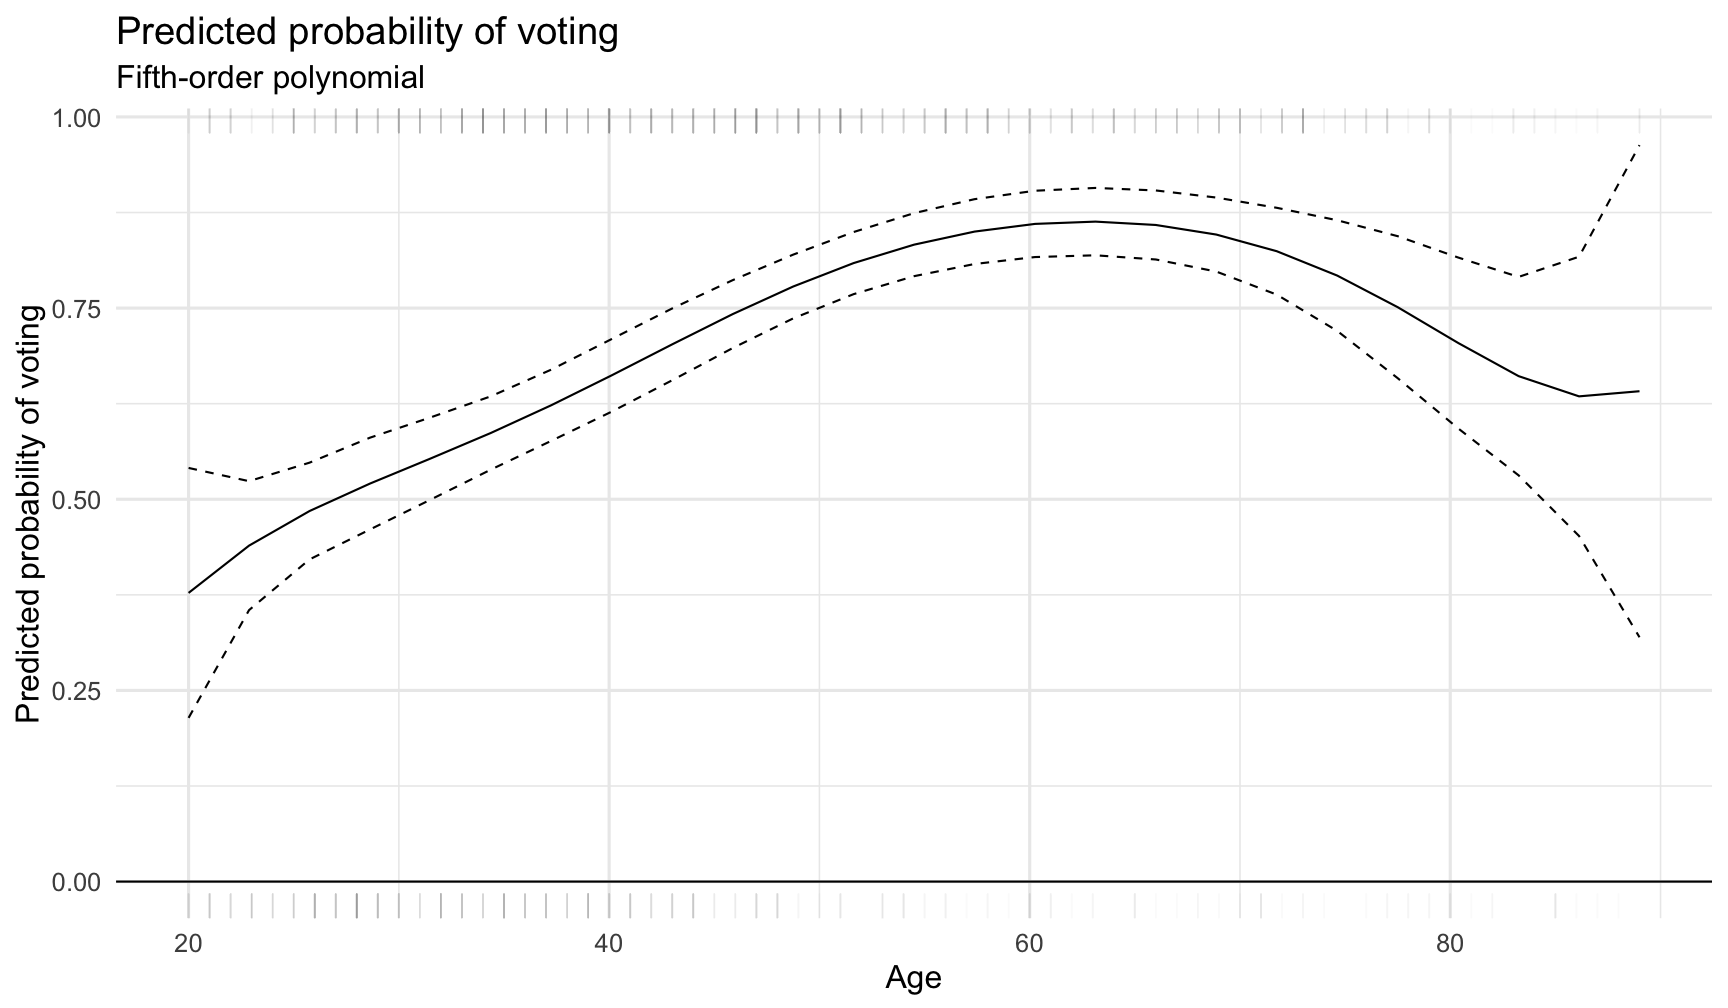 Predicted probability of voting
Fifth-order polynomial
Predicted probability of voting
1.00
0.75
0.50
0.25
0.00
20 40 60 80
Age